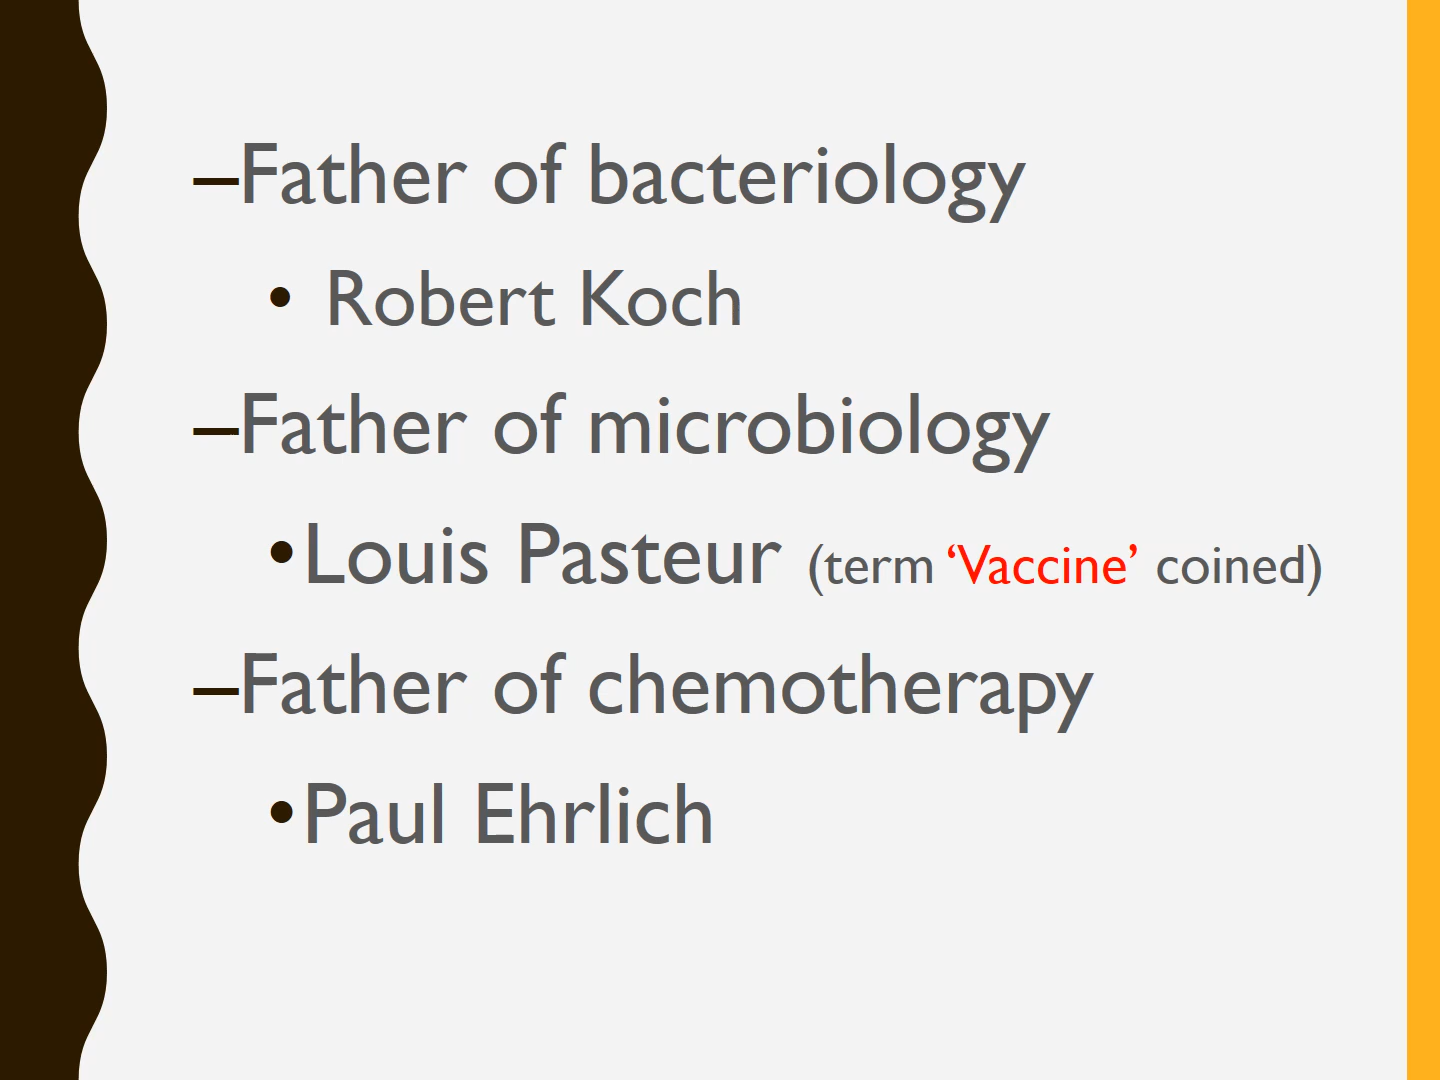 –Father of bacteriology
• Robert Koch
–Father of microbiology
•Louis Pasteur (term ‘Vaccine’ coined)
–Father of chemotherapy
•Paul Ehrlich